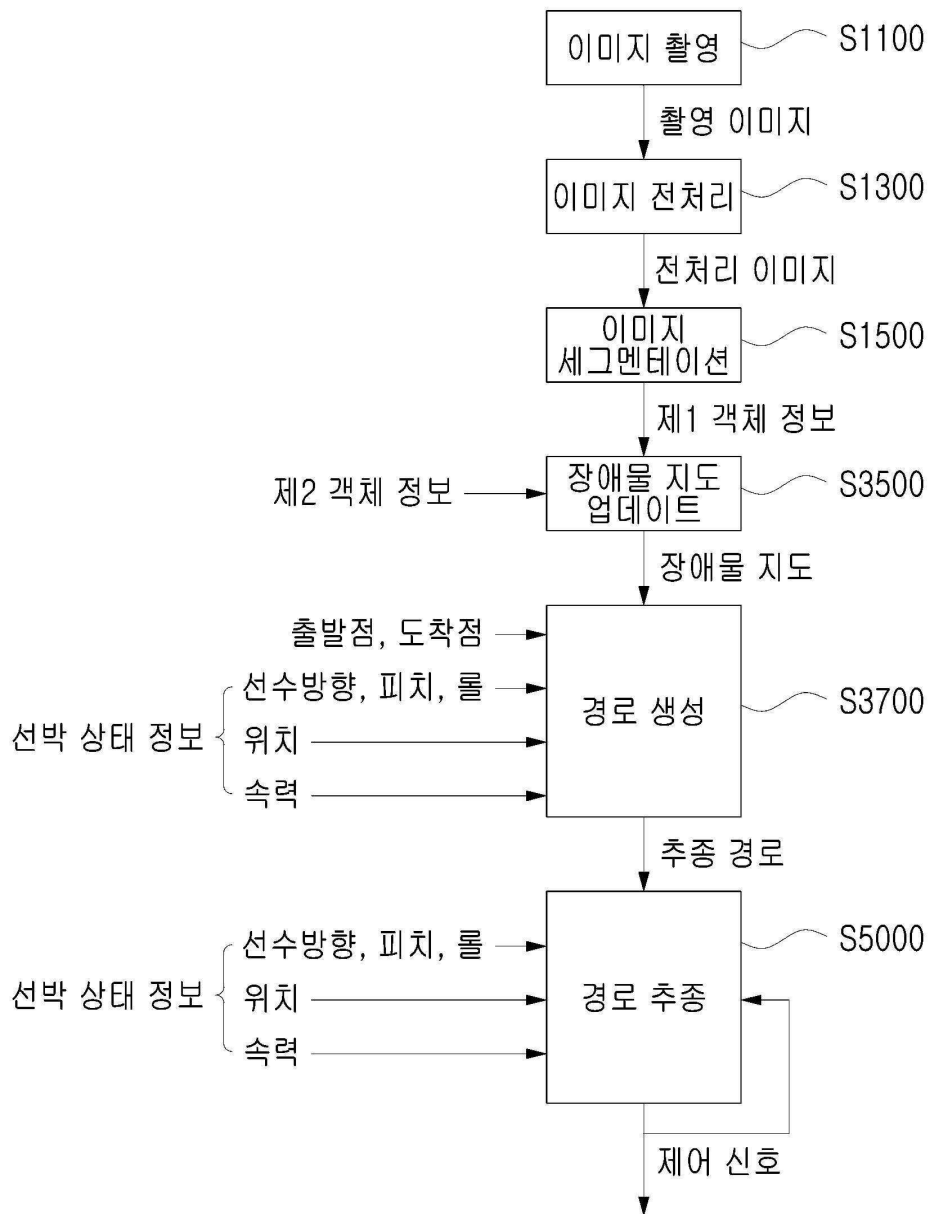 이미지 촬영
S1100
촬영 이미지
이미지 전처리
S1300
전처리 이미지
이미지
세그멘테이션
S1500
제1 객체 정보
제2 객체 정보
장애물 지도
업데이트
S3500
장애물 지도
출발점, 도착점
선박 상태 정보
선수방향, 피치, 롤
위치
속력
경로 생성
S3700
추종 경로
선박 상태 정보
선수방향, 피치, 롤
위치
속력
경로 추종
S5000
제어 신호